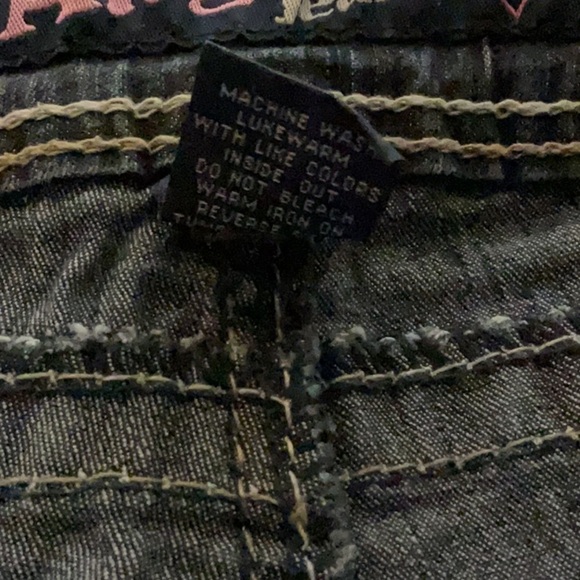 MACHINE WASH
LUKEWARM
WITH LIKE COLORS
INSIDE OUT
DO NOT BLEACH
WARM IRON ON
REVERSE